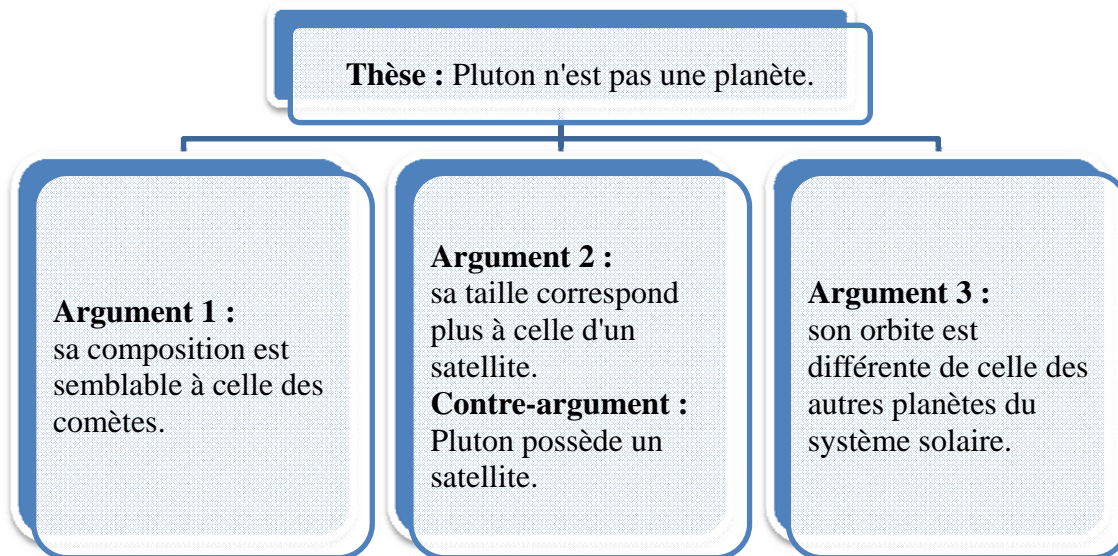 Thèse : Pluton n'est pas une planète.
Argument 1 :
sa composition est
semblable à celle des
comètes.
Argument 2 :
sa taille correspond
plus à celle d'un
satellite.
Contre-argument :
Pluton possède un
satellite.
Argument 3 :
son orbite est
différente de celle des
autres planètes du
système solaire.